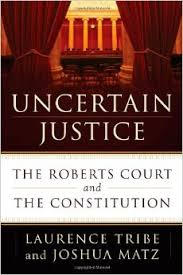 UNCERTAIN
JUSTICE
THE ROBERTS COURT
and
THE CONSTITUTION
LAURENCE TRIBE
and JOSHUA MATZ